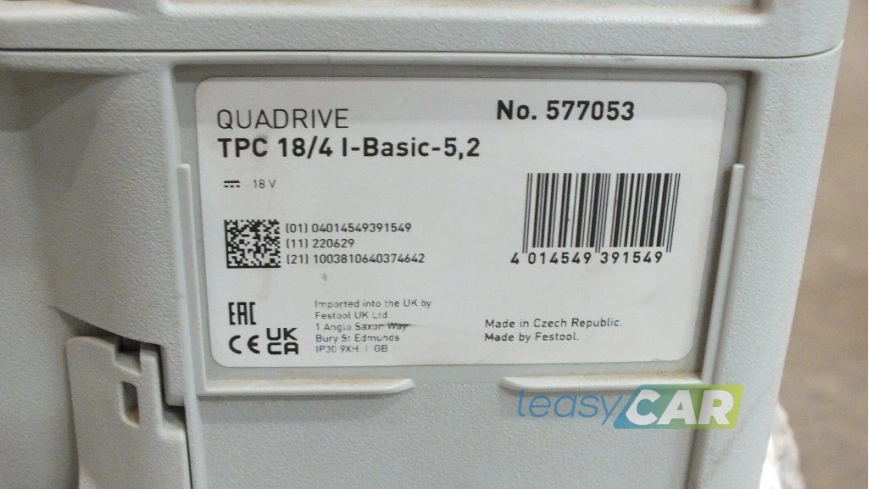 QUADRIVE
No. 577053
TPC 18/4 I-Basic-5,2
18 V
(01) 04014549391549
(11) 220629
(21) 1003810640374642
4 014549 391549
EAC
CE UK CA
Imported into the UK by
Festool UK Ltd
1 Anglo Saxon Way
Bury St Edmunds
IP30 9XH | GB
Made in Czech Republic.
Made by Festool.
leasyCAR